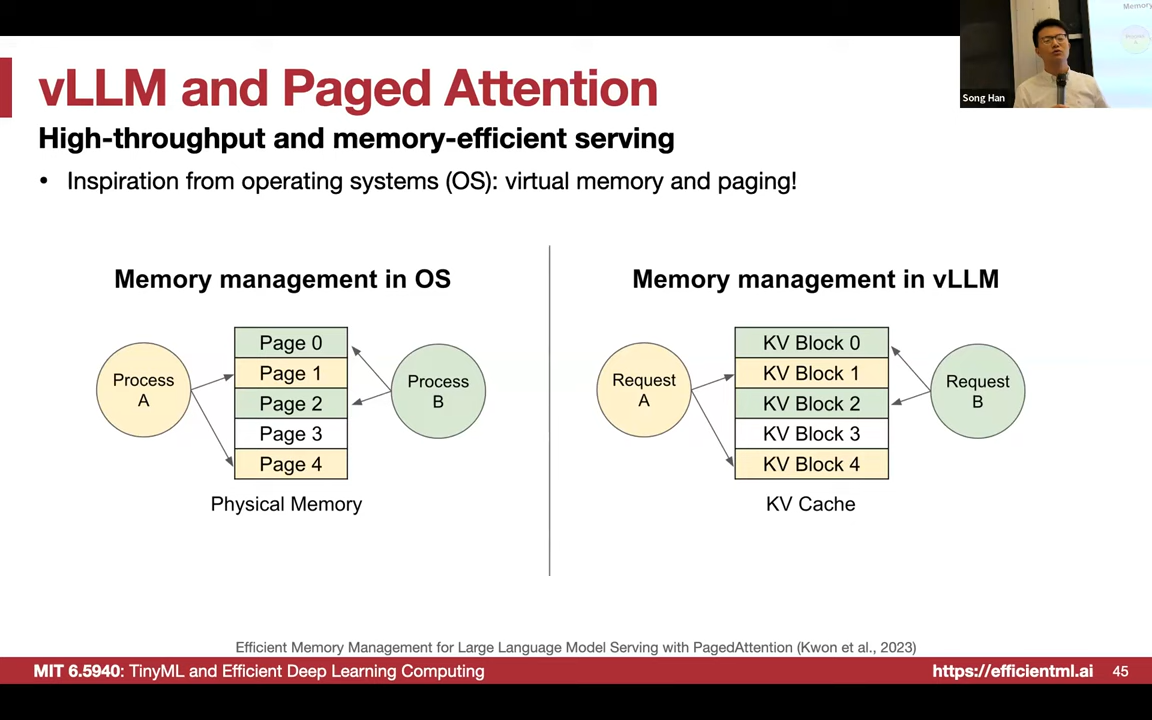 vLLM and Paged Attention
High-throughput and memory-efficient serving
• Inspiration from operating systems (OS): virtual memory and paging!
Song Han
Memory
Memory management in OS
Process
A
Page 0
Page 1
Page 2
Page 3
Page 4
Process
B
Physical Memory
Memory management in vLLM
Request
A
KV Block 0
KV Block 1
KV Block 2
KV Block 3
KV Block 4
Request
B
KV Cache
Efficient Memory Management for Large Language Model Serving with PagedAttention (Kwon et al., 2023)
MIT 6.5940: TinyML and Efficient Deep Learning Computing
https://efficientml.ai
45